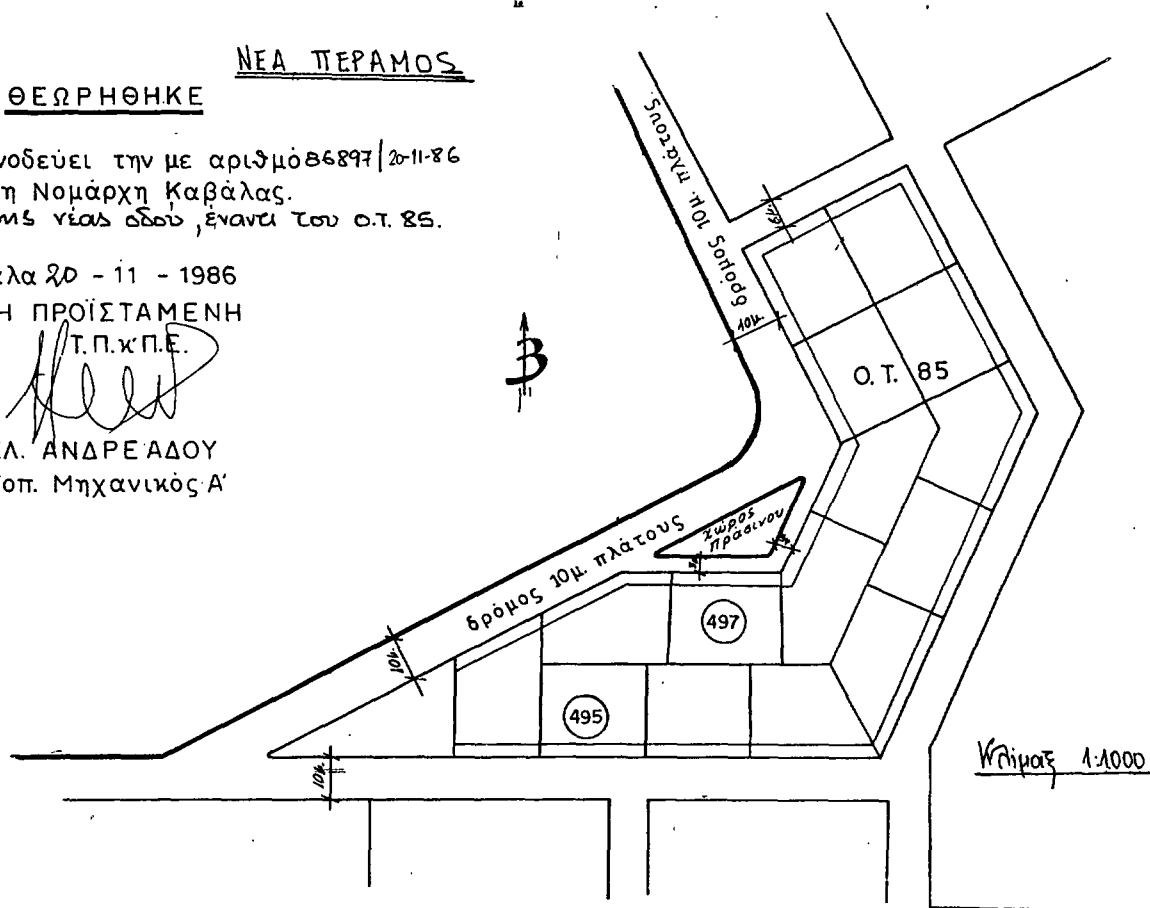 ΝΕΑ ΠΕΡΑΜΟΣ
ΘΕΩΡΗΘΗΚΕ
νοδεύει την με αριθμό 86897/20-11-86
η Νομάρχη Καβάλας.
νέας οδού, έναντι του Ο.Τ. 85.
λα 20 - 11 - 1986
Η ΠΡΟΪΣΤΑΜΕΝΗ
Τ.Π.κ΄Π.Ε.
Λ. ΑΝΔΡΕΑΔΟΥ
οπ. Μηχανικός Α'
Β
δρόμος 10μ. πλάτους
10μ.
Ο.Τ. 85
χώρος
πράσινου
δρόμος 10μ. πλάτους
10μ.
497
495
10μ.
Κλίμαξ 1:1000